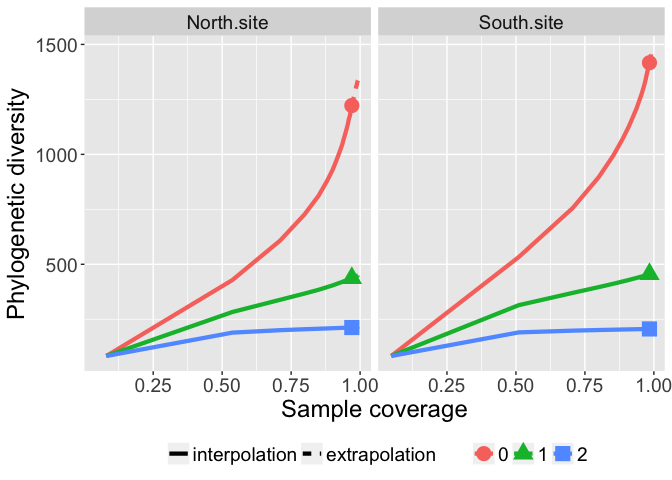 North.site South.site
Phylogenetic diversity
1500
1000
500
0.25 0.50 0.75 1.00 0.25 0.50 0.75 1.00
Sample coverage
interpolation extrapolation 0 1 2